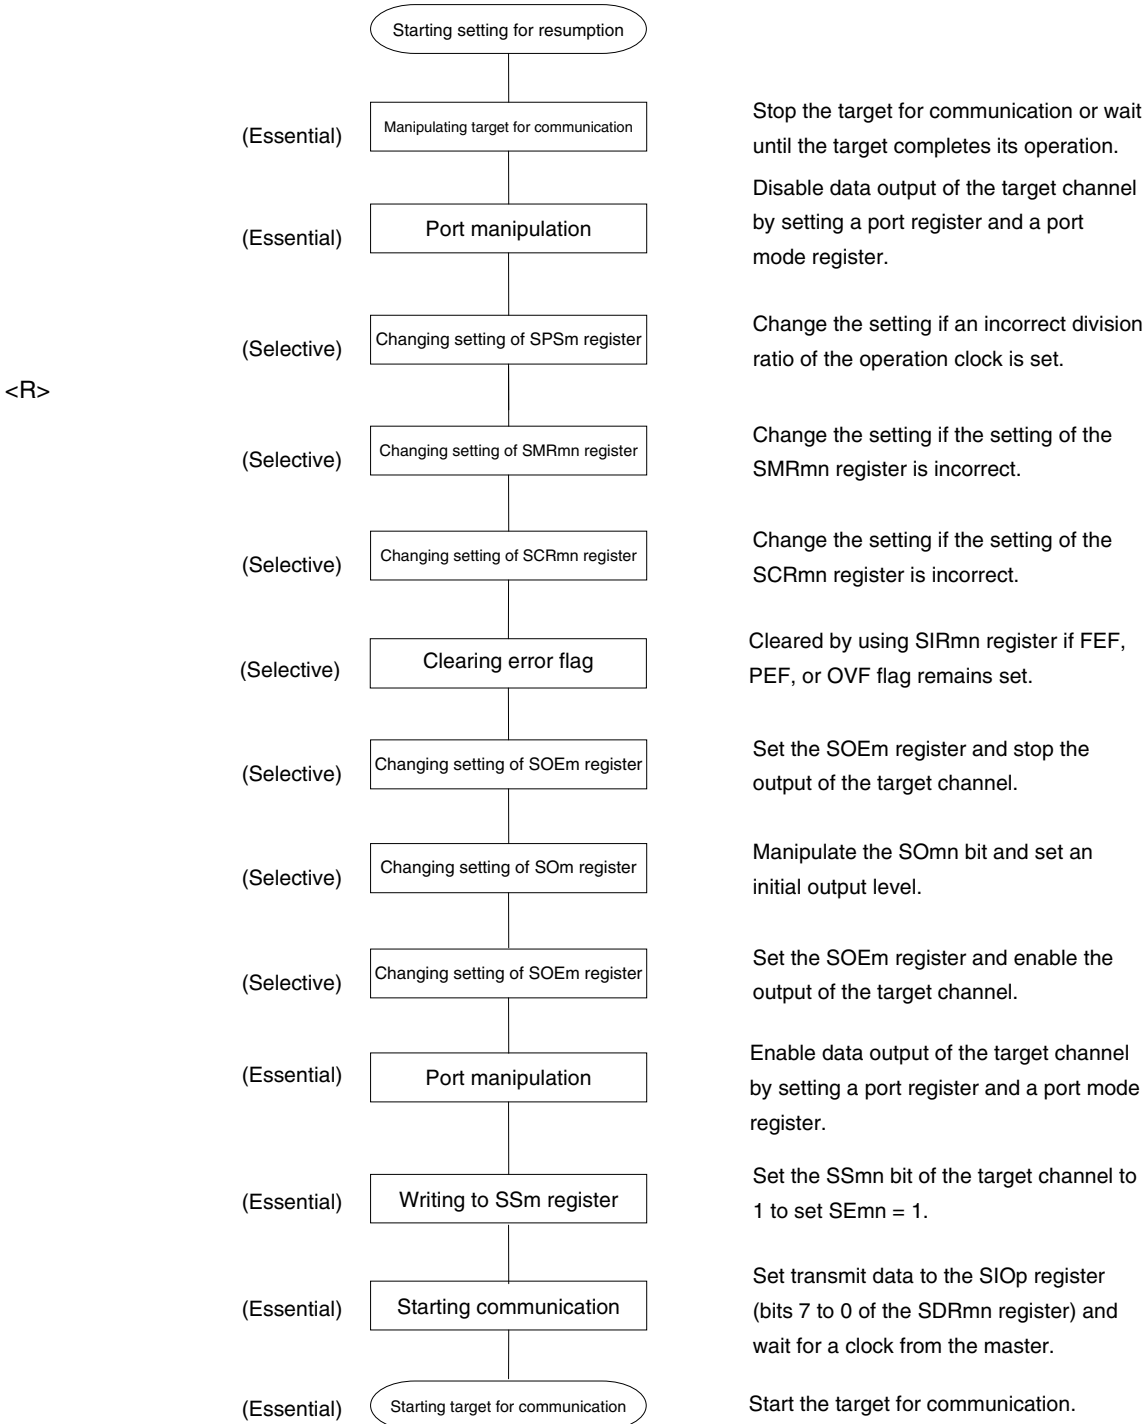 Starting setting for resumption
(Essential)
Manipulating target for communication
Stop the target for communication or wait
until the target completes its operation.
(Essential)
Port manipulation
Disable data output of the target channel
by setting a port register and a port
mode register.
(Selective)
Changing setting of SPSm register
Change the setting if an incorrect division
ratio of the operation clock is set.
<R>
(Selective)
Changing setting of SMRmn register
Change the setting if the setting of the
SMRmn register is incorrect.
(Selective)
Changing setting of SCRmn register
Change the setting if the setting of the
SCRmn register is incorrect.
(Selective)
Clearing error flag
Cleared by using SIRmn register if FEF,
PEF, or OVF flag remains set.
(Selective)
Changing setting of SOEm register
Set the SOEm register and stop the
output of the target channel.
(Selective)
Changing setting of SOm register
Manipulate the SOmn bit and set an
initial output level.
(Selective)
Changing setting of SOEm register
Set the SOEm register and enable the
output of the target channel.
(Essential)
Port manipulation
Enable data output of the target channel
by setting a port register and a port mode
register.
(Essential)
Writing to SSm register
Set the SSmn bit of the target channel to
1 to set SEmn = 1.
(Essential)
Starting communication
Set transmit data to the SIOp register
(bits 7 to 0 of the SDRmn register) and
wait for a clock from the master.
(Essential)
Starting target for communication
Start the target for communication.